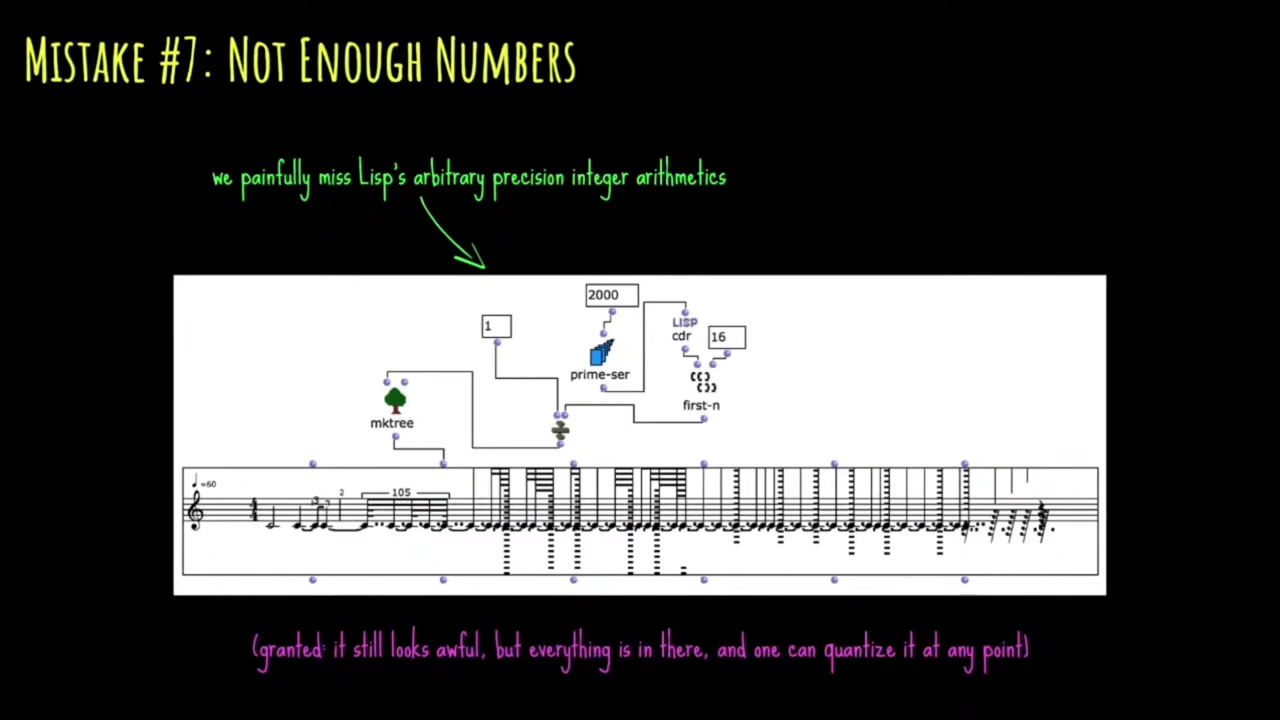 MISTAKE #7: NOT ENOUGH NUMBERS
we painfully miss Lisp's arbitrary precision integer arithmetics
2000
1
LISP
cdr
16
prime-ser
first-n
mktree
=60
2
105
(granted: it still looks awful, but everything is in there, and one can quantize it at any point)